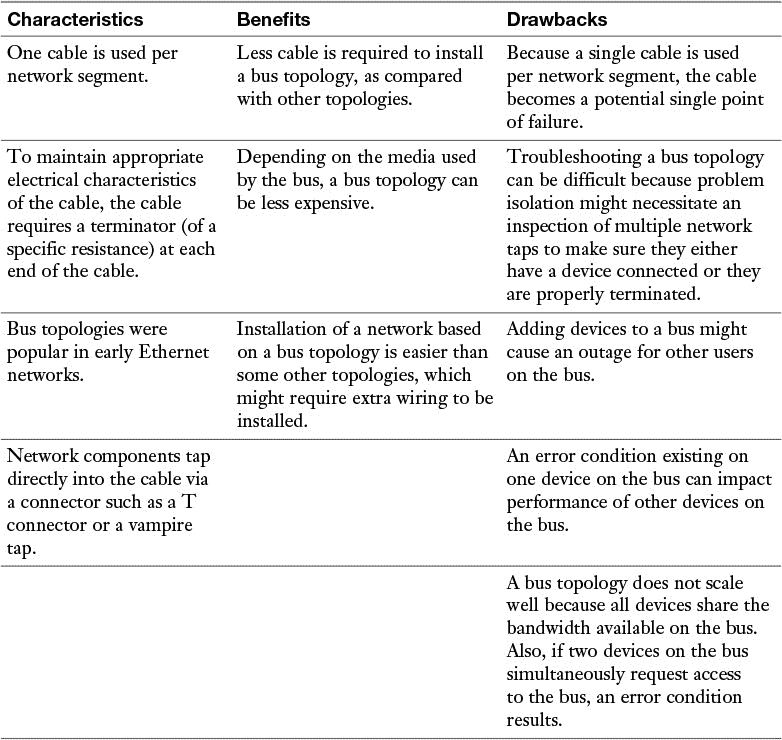 Characteristics
Benefits
Drawbacks
One cable is used per
network segment.
Less cable is required to install
a bus topology, as compared
with other topologies.
Because a single cable is used
per network segment, the cable
becomes a potential single point
of failure.
To maintain appropriate
electrical characteristics
of the cable, the cable
requires a terminator (of a
specific resistance) at each
end of the cable.
Depending on the media used
by the bus, a bus topology can
be less expensive.
Troubleshooting a bus topology
can be difficult because problem
isolation might necessitate an
inspection of multiple network
taps to make sure they either
have a device connected or they
are properly terminated.
Bus topologies were
popular in early Ethernet
networks.
Installation of a network based
on a bus topology is easier than
some other topologies, which
might require extra wiring to be
installed.
Adding devices to a bus might
cause an outage for other users
on the bus.
Network components tap
directly into the cable via
a connector such as a T
connector or a vampire
tap.
An error condition existing on
one device on the bus can impact
performance of other devices on
the bus.
A bus topology does not scale
well because all devices share the
bandwidth available on the bus.
Also, if two devices on the bus
simultaneously request access
to the bus, an error condition
results.